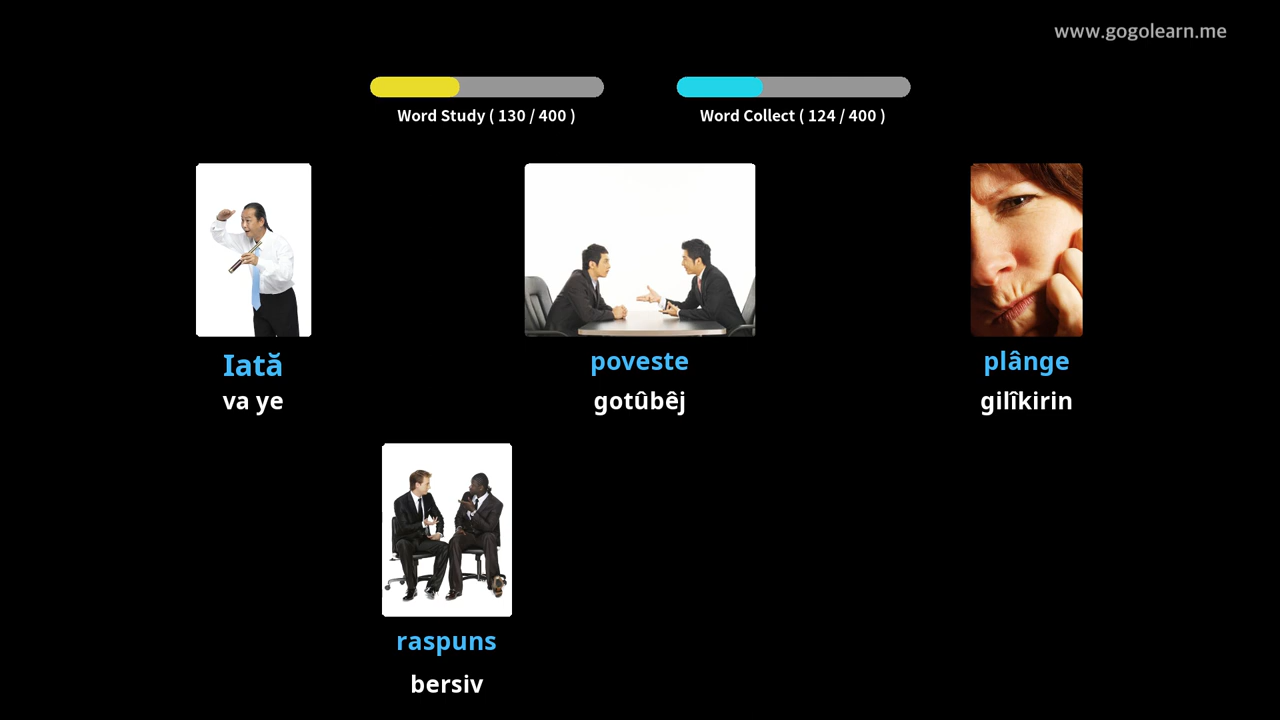 www.gogolearn.me
Word Study ( 130 / 400 )
Word Collect ( 124 / 400 )
Iată
va ye
poveste
gotûbêj
plânge
gilîkirin
raspuns
bersiv